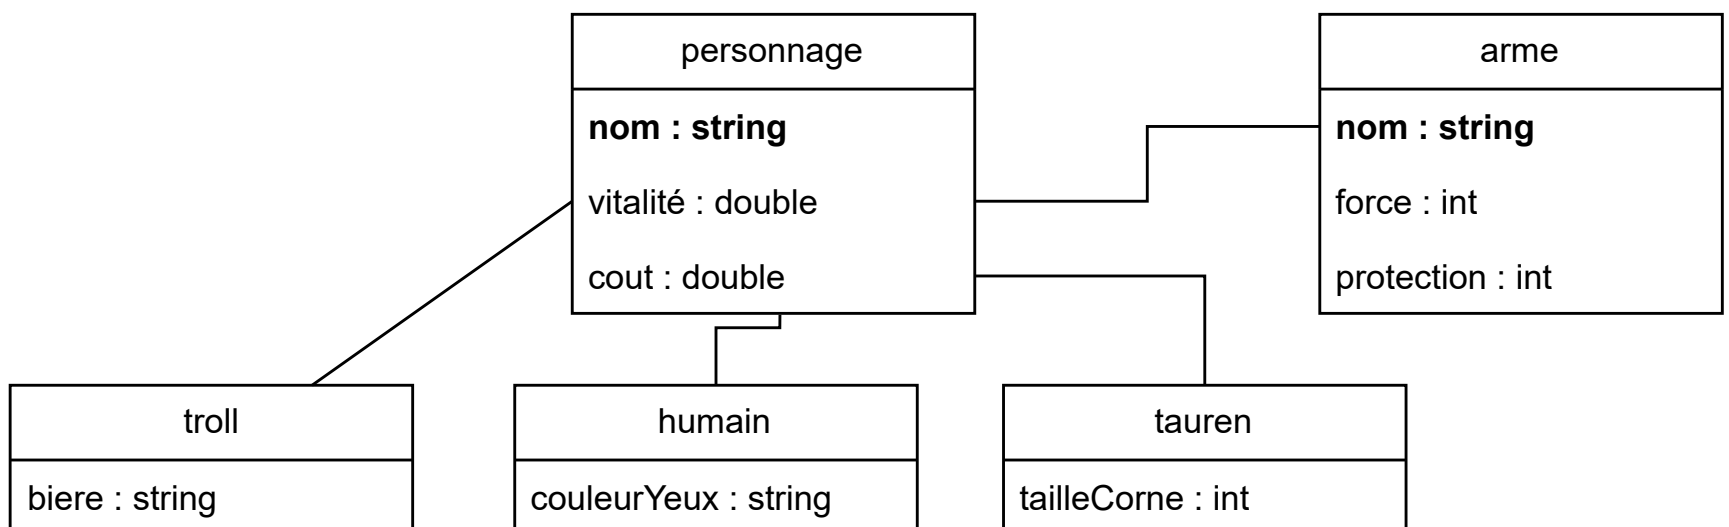 personnage
nom : string
vitalité : double
cout : double
arme
nom : string
force : int
protection : int
troll
biere : string
humain
couleurYeux : string
tauren
tailleCorne : int